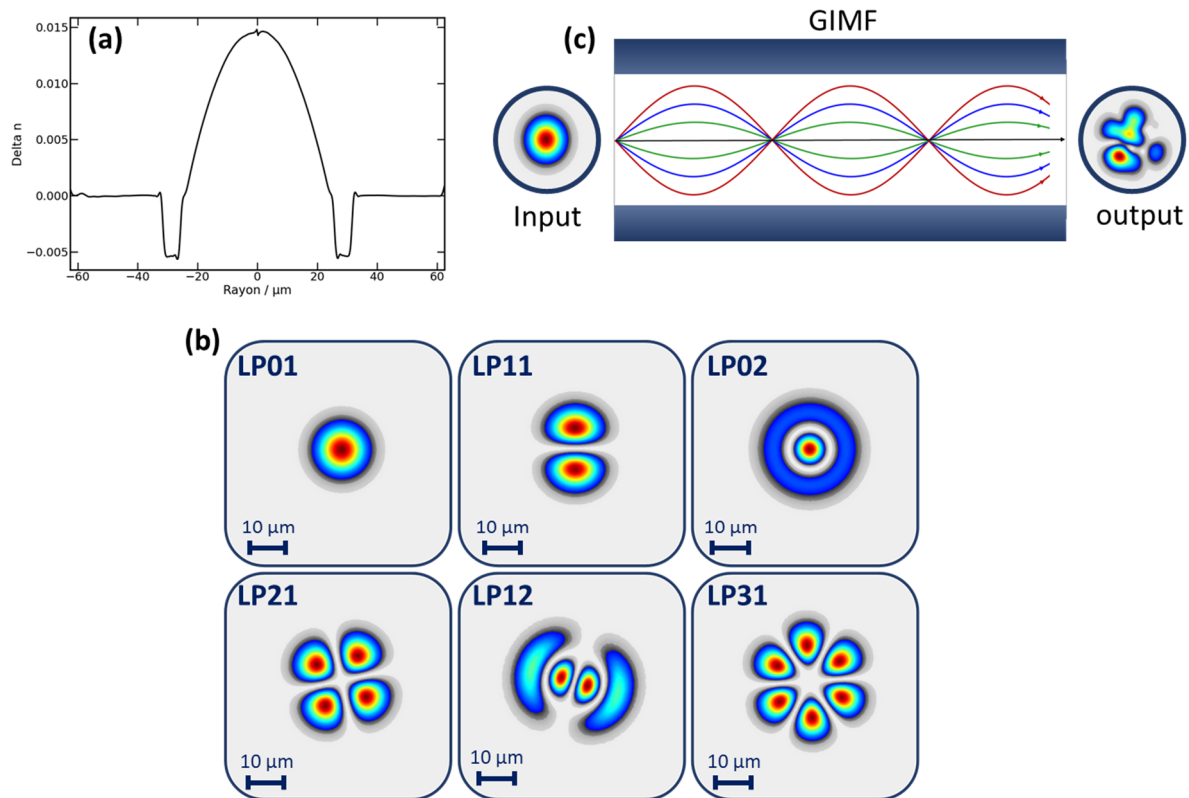 (a)
Delta n
0.015
0.010
0.005
0.000
−0.005
−60 −40 −20 0 20 40 60
Rayon / µm
(c)
GIMF
Input
output
(b)
LP01
10 µm
LP11
10 µm
LP02
10 µm
LP21
10 µm
LP12
10 µm
LP31
10 µm